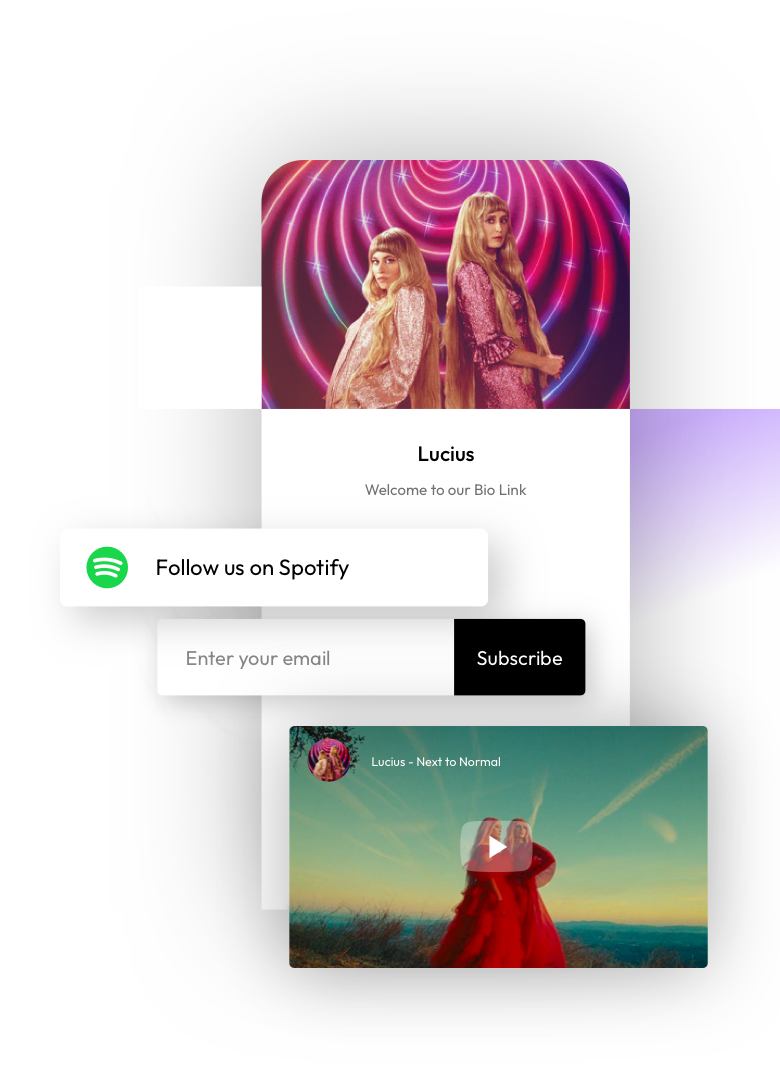 Lucius
Welcome to our Bio Link
Follow us on Spotify
Enter your email
Subscribe
Lucius - Next to Normal